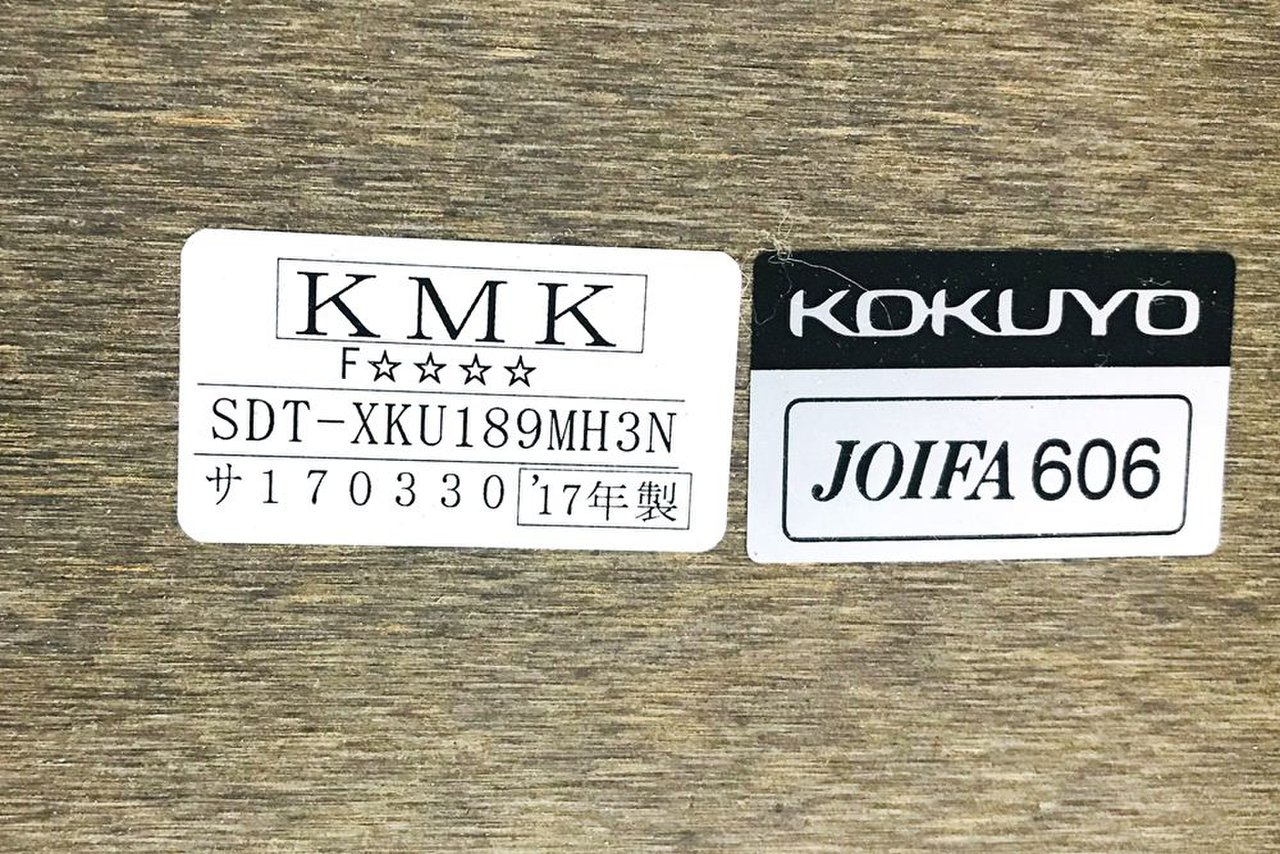 KMK
F☆☆☆☆
SDT-XKU189MH3N
サ170330 '17年製
KOKUYO
JOIFA 606